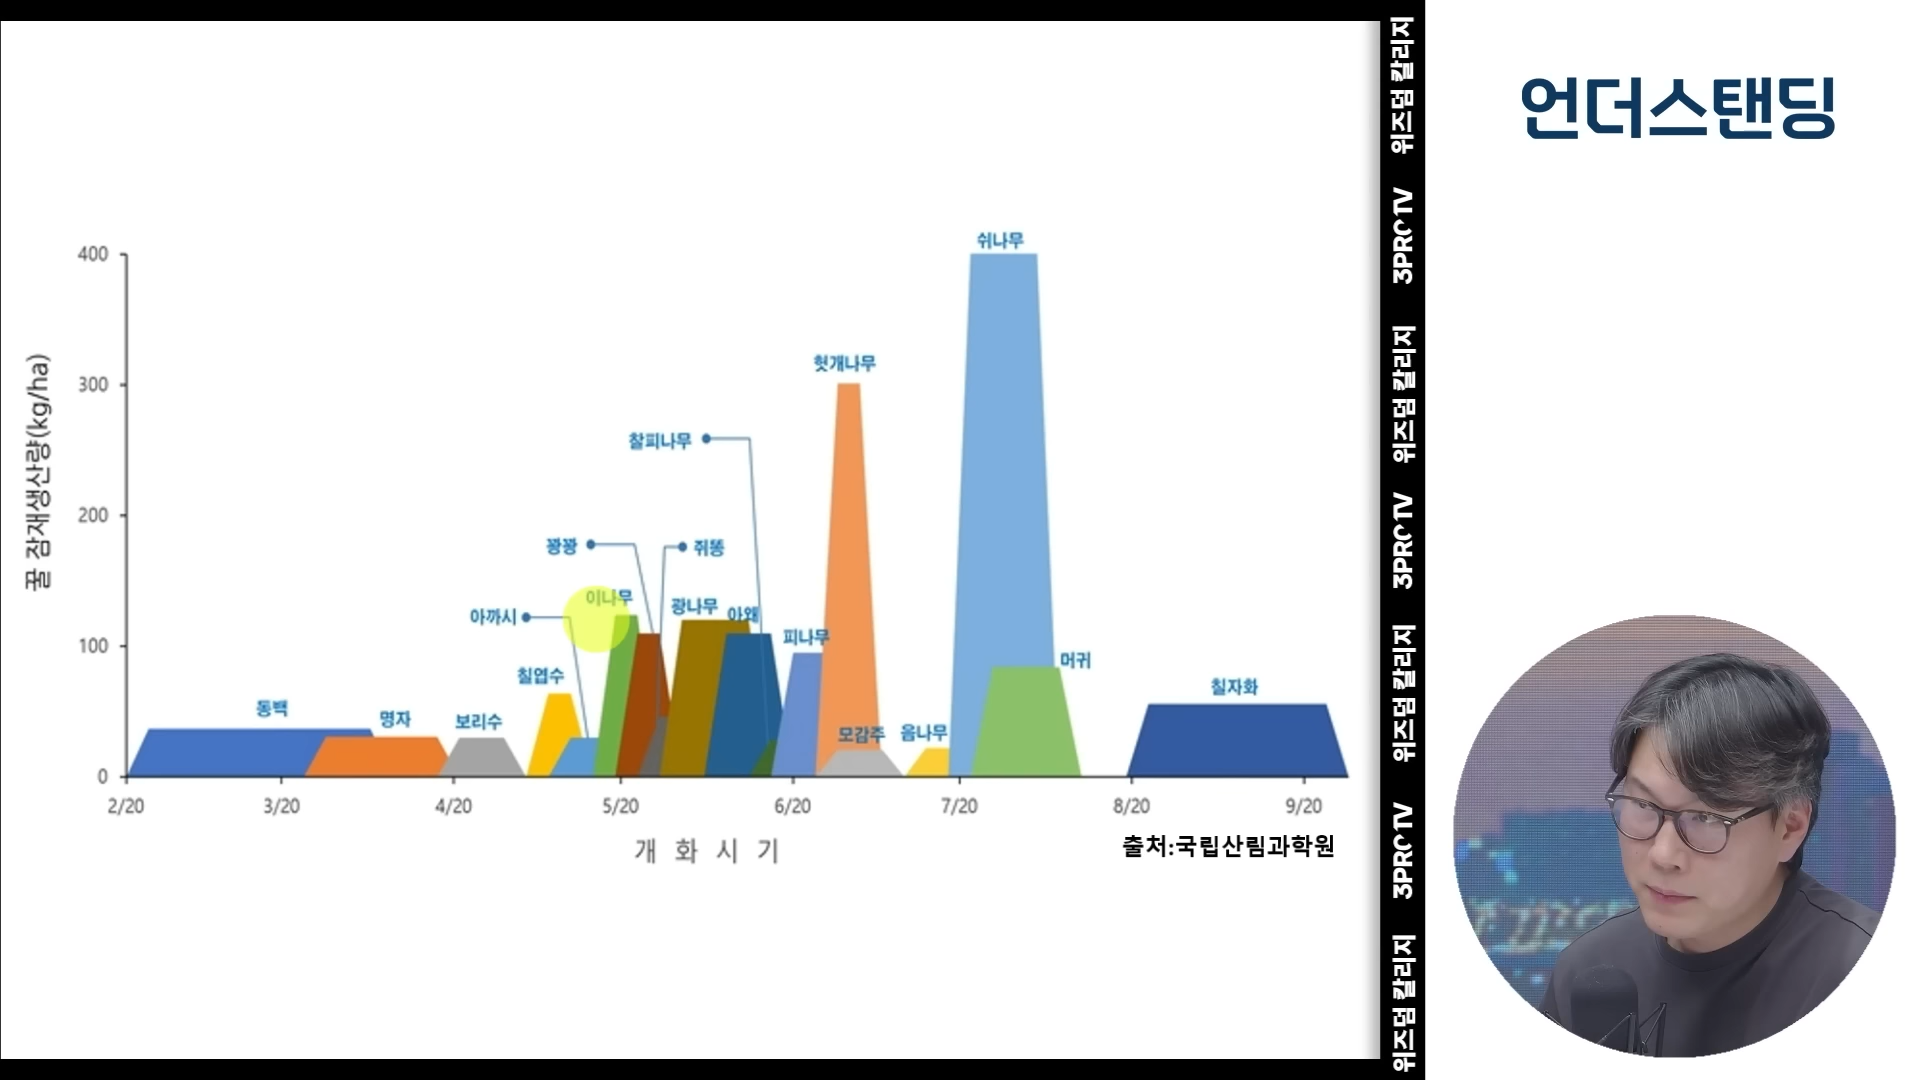 언더스탠딩
쉬나무
400
헛개나무
300
찰피나무
꽝꽝
쥐똥
200
이나무
아까시
광나무
아왜
피나무
100
머귀
칠엽수
칠자화
동백
명자
보리수
모감주
음나무
0
2/20 3/20 4/20 5/20 6/20 7/20 8/20 9/20
꿀 잠재생산량(kg/ha)
개 화 시 기
출처:국립산림과학원
위즈덤 칼리지
3PROTV
위즈덤 칼리지
3PROTV
위즈덤 칼리지
3PROTV
위즈덤 칼리지